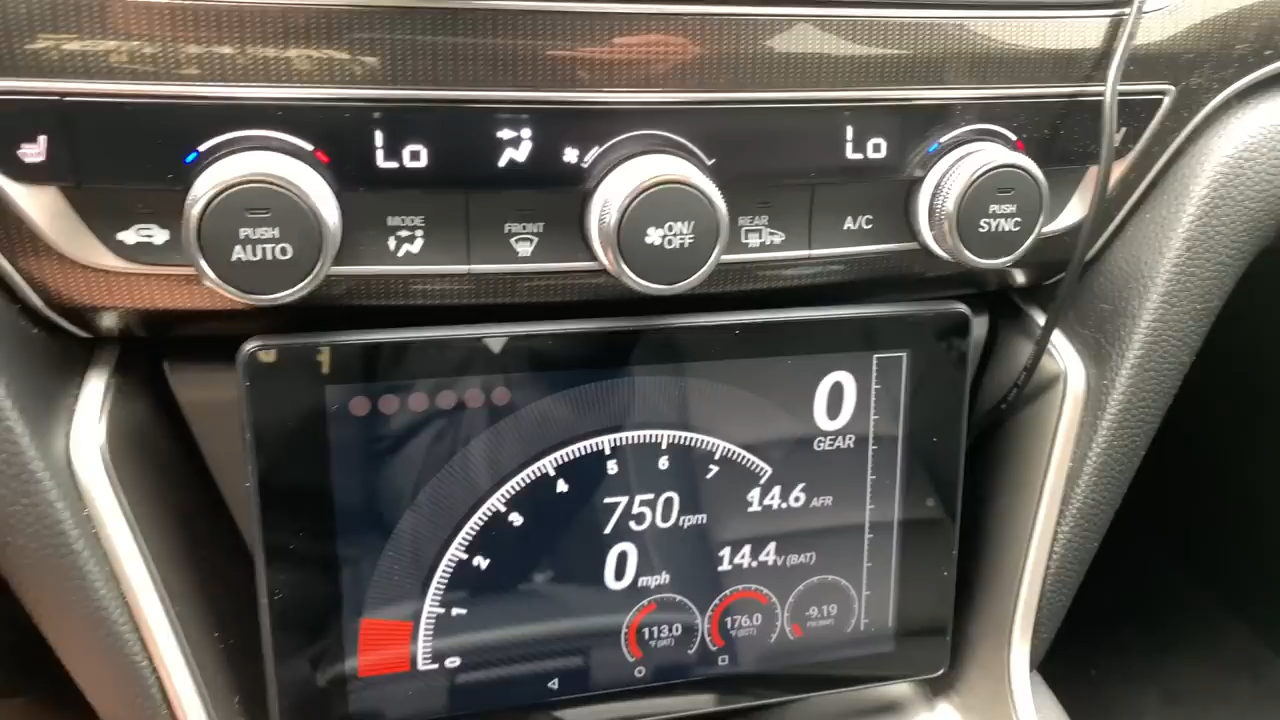 Lo
Lo
PUSH
AUTO
MODE
FRONT
ON/
OFF
REAR
A/C
PUSH
SYNC
0
GEAR
0 1 2 3 4 5 6 7
14.6 AFR
750 rpm
0 mph
14.4 V (BAT)
113.0
°F (IAT)
176.0
°F (ECT)
-9.19